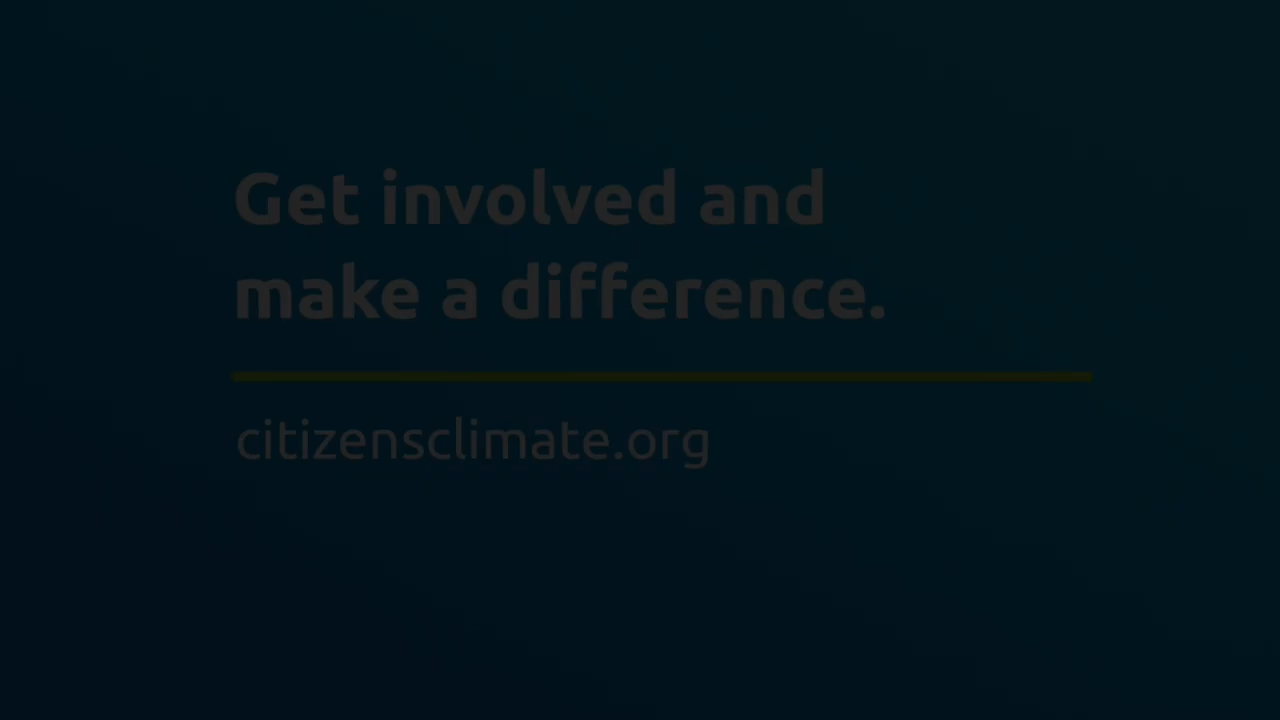 Get involved and
make a difference.
citizensclimate.org